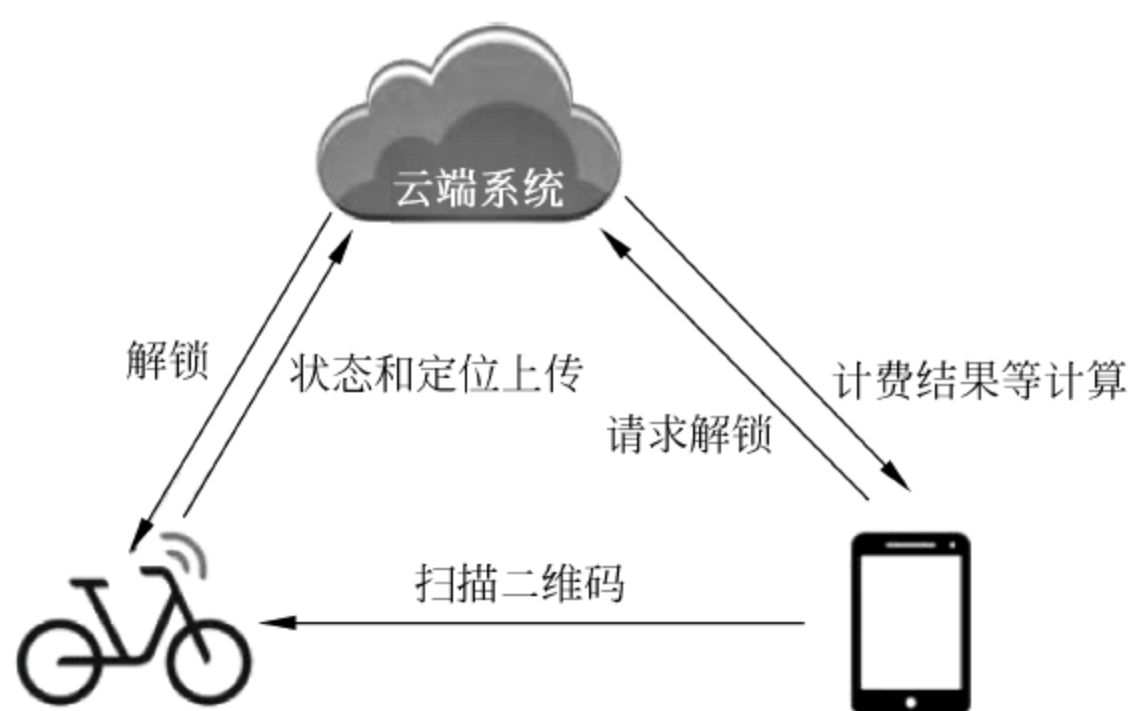 云端系统
解锁
状态和定位上传
计费结果等计算
请求解锁
扫描二维码